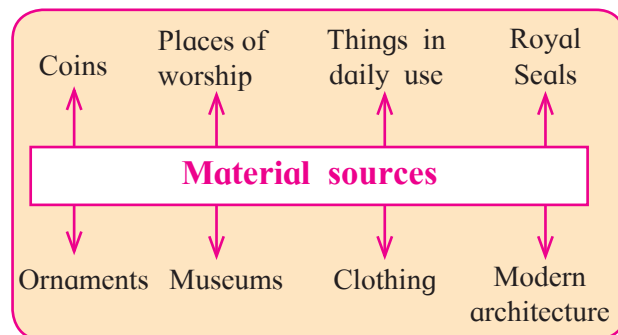 Coins
Places of
worship
Things in
daily use
Royal
Seals
Material sources
Ornaments
Museums
Clothing
Modern
architecture